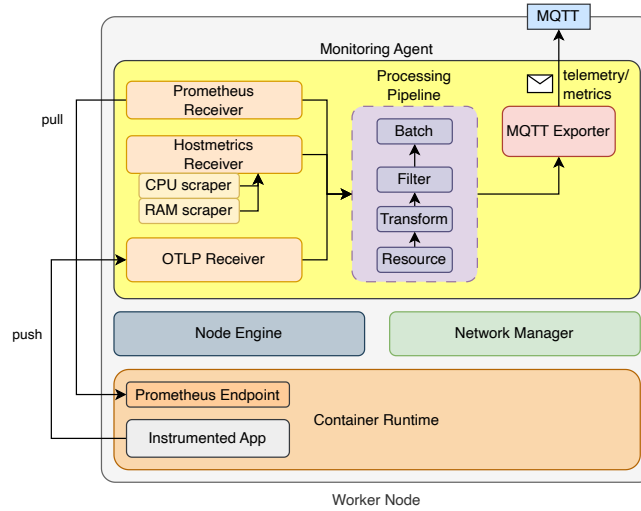 MQTT
Monitoring Agent
telemetry/
metrics
Processing
Pipeline
Prometheus
Receiver
pull
MQTT Exporter
Batch
Hostmetrics
Receiver
CPU scraper
Filter
RAM scraper
Transform
OTLP Receiver
Resource
push
Node Engine
Network Manager
Prometheus Endpoint
Container Runtime
Instrumented App
Worker Node